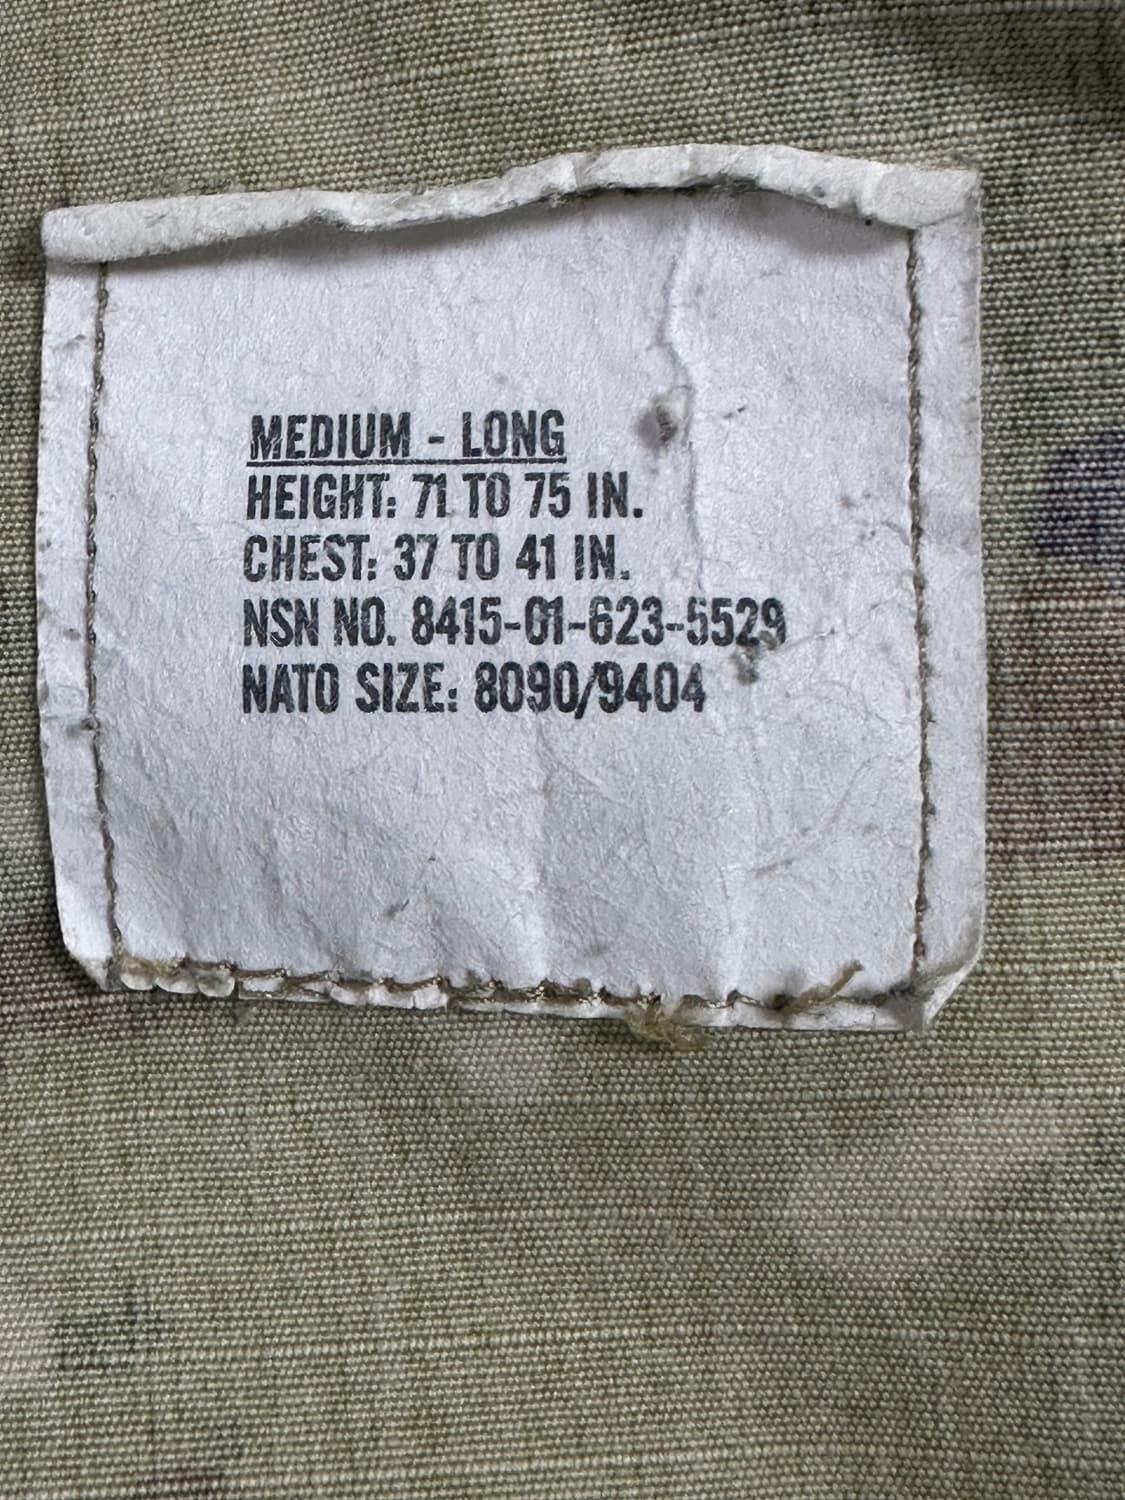 MEDIUM - LONG
HEIGHT: 71 TO 75 IN.
CHEST: 37 TO 41 IN.
NSN NO. 8415-01-623-5529
NATO SIZE: 8090/9404